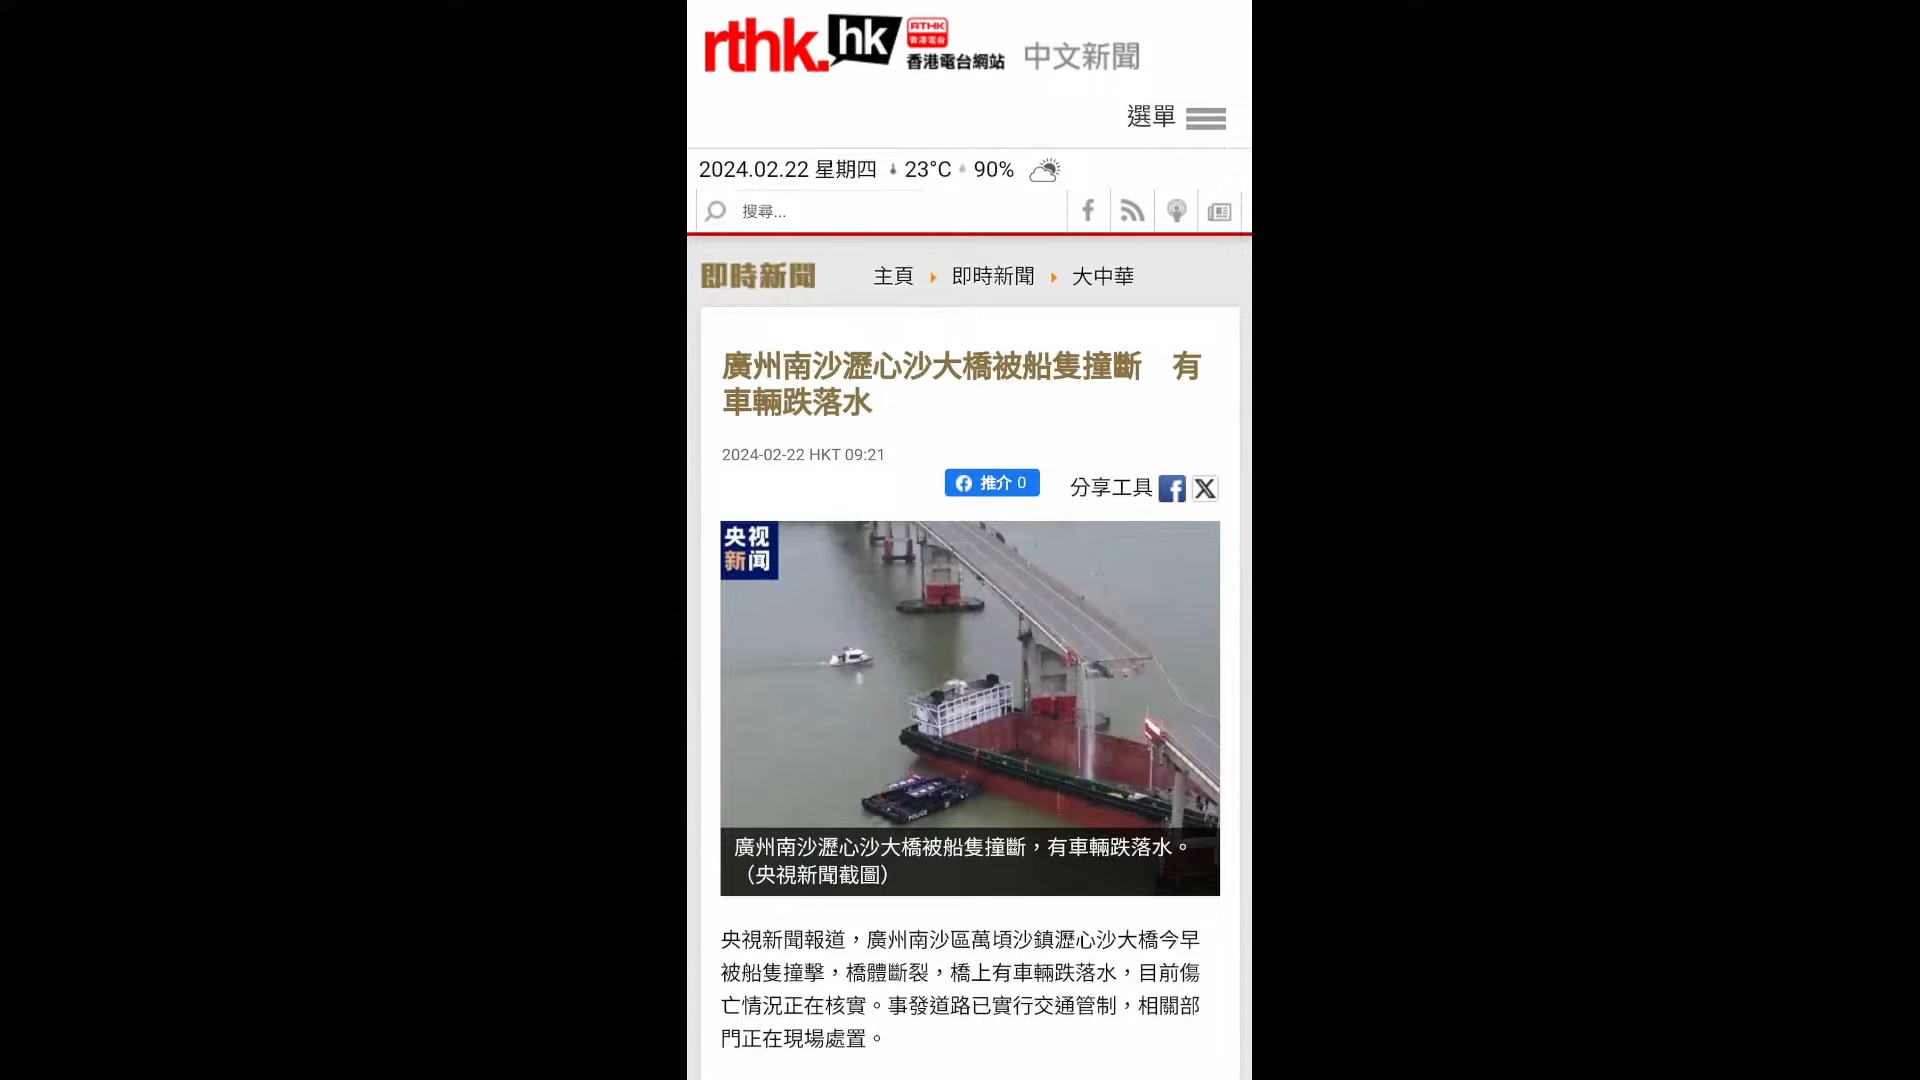 rthk.hk
RTHK
香港電台
香港電台網站
中文新聞
選單
2024.02.22 星期四 23°C 90%
搜尋...
即時新聞
主頁 即時新聞 大中華
廣州南沙瀝心沙大橋被船隻撞斷　有
車輛跌落水
2024-02-22 HKT 09:21
推介 0
分享工具
央视
新闻
POLICE
廣州南沙瀝心沙大橋被船隻撞斷，有車輛跌落水。
（央視新聞截圖）
央視新聞報道，廣州南沙區萬頃沙鎮瀝心沙大橋今早
被船隻撞擊，橋體斷裂，橋上有車輛跌落水，目前傷
亡情況正在核實。事發道路已實行交通管制，相關部
門正在現場處置。